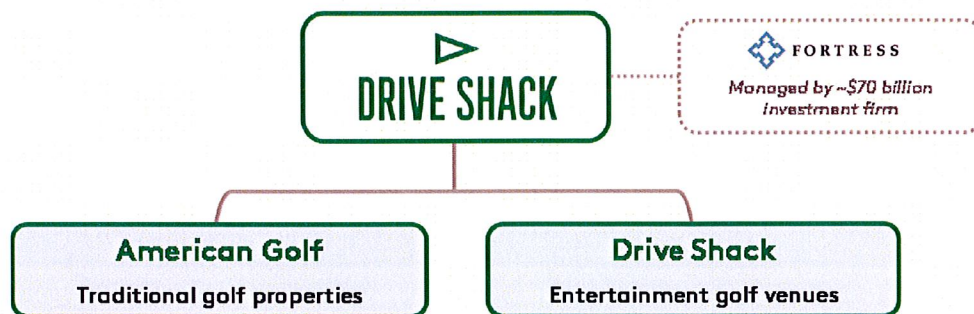 DRIVE SHACK
FORTRESS
Managed by ~$70 billion
investment firm
American Golf
Traditional golf properties
Drive Shack
Entertainment golf venues